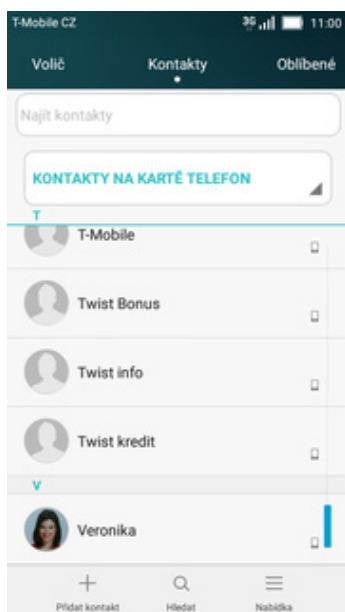 T-Mobile CZ 3G 11:00
Volič Kontakty Oblíbené
Najít kontakty
KONTAKTY NA KARTĚ TELEFON
T
T-Mobile
Twist Bonus
Twist info
Twist kredit
V
Veronika
Přidat kontakt Hledat Nabídka